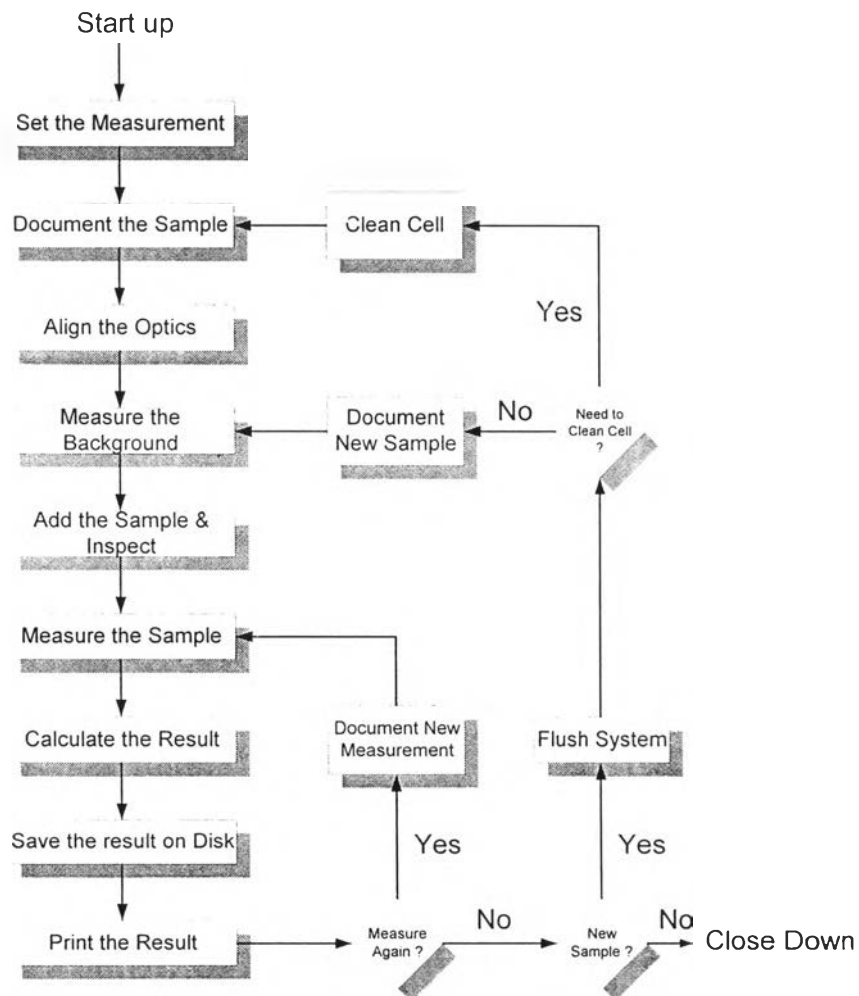 Start up
Set the Measurement
Document the Sample
Clean Cell
Yes
Align the Optics
Measure the
Background
Document
New Sample
No
Need to
Clean Cell
?
Add the Sample &
Inspect
Measure the Sample
Calculate the Result
Document New
Measurement
Flush System
Save the result on Disk
Yes
Yes
Print the Result
Measure
Again ?
No
New
Sample ?
No
Close Down